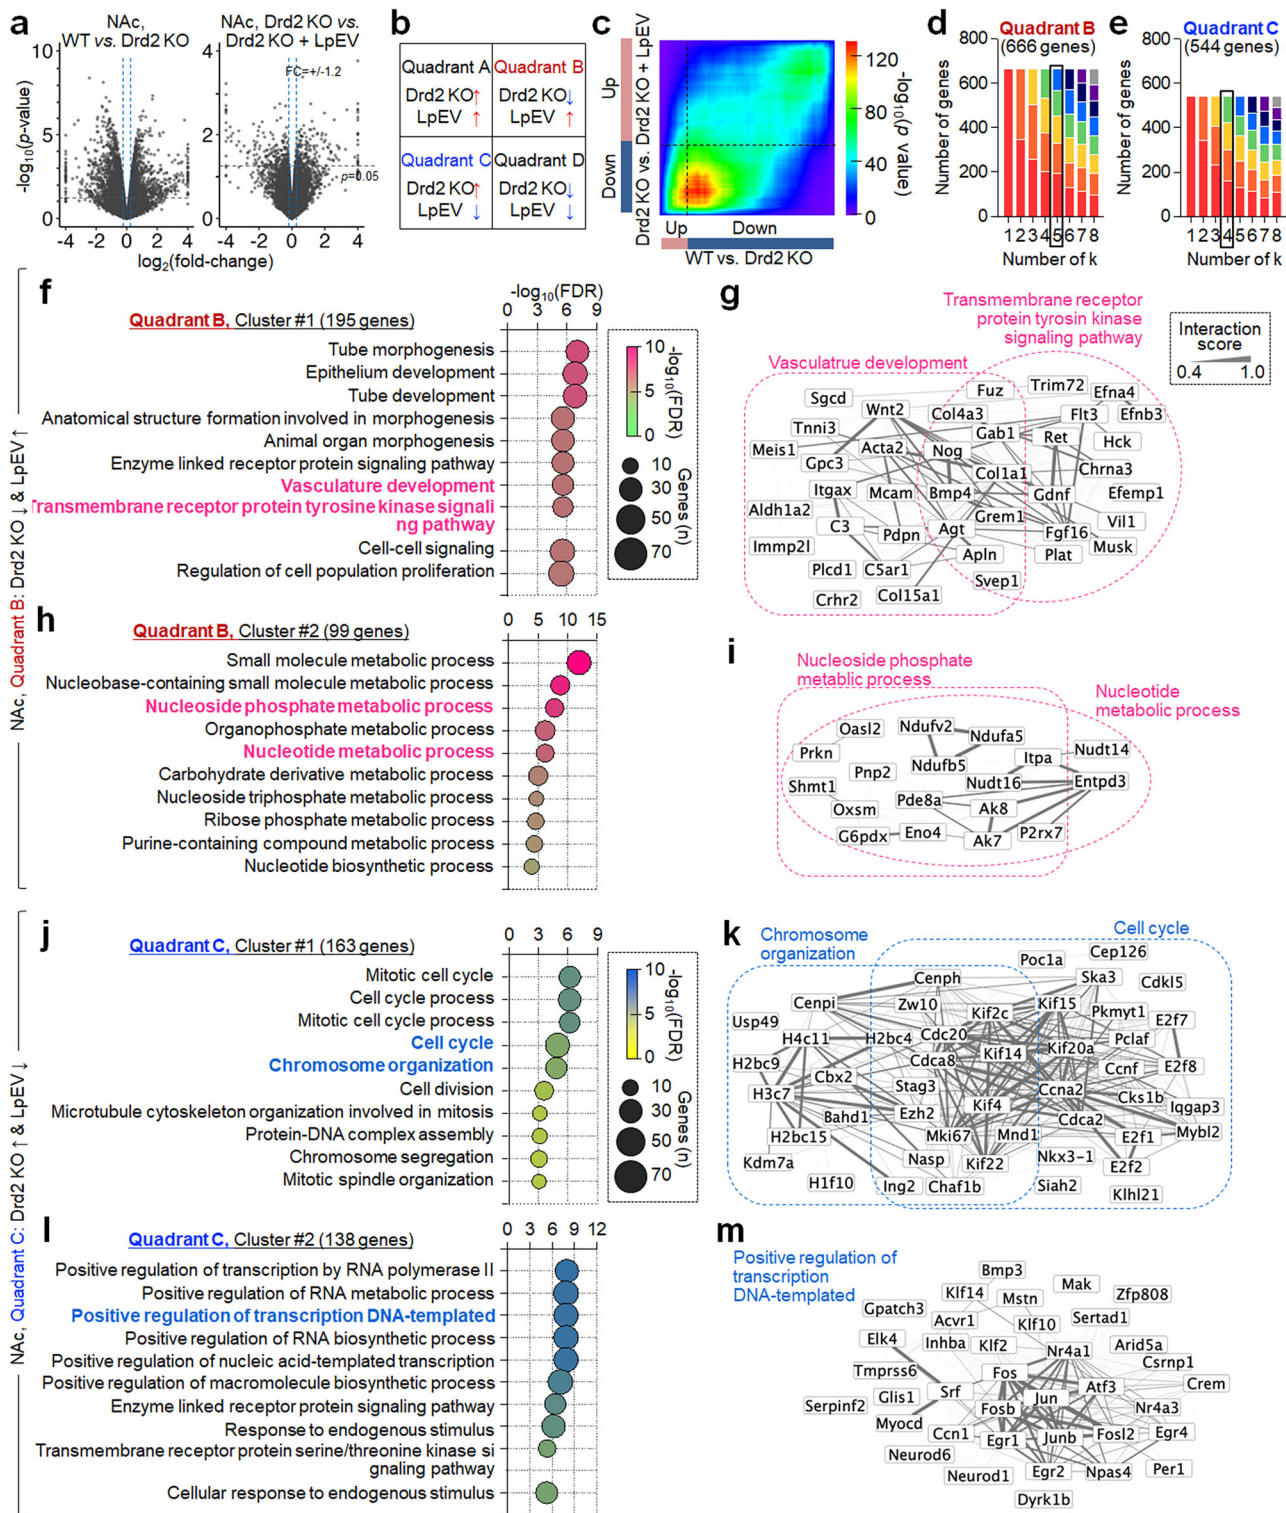 a
NAc,
WT vs. Drd2 KO
NAc, Drd2 KO vs.
Drd2 KO + LpEV
FC=+/-1.2
p=0.05
-log10(p-value)
10
5
0
4
2
1
0
-4 -2 0 2 4
-4 0 4
log2(fold-change)
b
Quadrant A
Drd2 KO↑
LpEV ↑
Quadrant B
Drd2 KO↓
LpEV ↑
Quadrant C
Drd2 KO↑
LpEV ↓
Quadrant D
Drd2 KO↓
LpEV ↓
c
Drd2 KO vs. Drd2 KO + LpEV
Up
Down
Up Down
WT vs. Drd2 KO
120
80
40
0
-log10(p value)
d
Quadrant B
(666 genes)
Number of genes
800
600
400
200
0
1 2 3 4 5 6 7 8
Number of k
e
Quadrant C
(544 genes)
Number of genes
800
600
400
200
0
1 2 3 4 5 6 7 8
Number of k
NAc, Quadrant B: Drd2 KO ↓ & LpEV ↑
f
-log10(FDR)
0 3 6 9
Quadrant B, Cluster #1 (195 genes)
Tube morphogenesis
Epithelium development
Tube development
Anatomical structure formation involved in morphogenesis
Animal organ morphogenesis
Enzyme linked receptor protein signaling pathway
Vasculature development
Transmembrane receptor protein tyrosine kinase signali
ng pathway
Cell-cell signaling
Regulation of cell population proliferation
10
5
0
-log10(FDR)
10
30
50
70
Genes (n)
g
Transmembrane receptor
protein tyrosin kinase
signaling pathway
Vasculatrue development
Interaction
score
0.4 1.0
Sgcd
Fuz
Trim72
Efna4
Wnt2
Col4a3
Flt3
Efnb3
Tnni3
Gab1
Ret
Hck
Meis1
Acta2
Nog
Gpc3
Col1a1
Chrna3
Itgax
Mcam
Bmp4
Gdnf
Efemp1
Aldh1a2
Grem1
C3
Agt
Vil1
Pdpn
Fgf16
Immp2l
Apln
Plat
Musk
Plcd1
C5ar1
Svep1
Crhr2
Col15a1
h
Quadrant B, Cluster #2 (99 genes)
0 5 10 15
Small molecule metabolic process
Nucleobase-containing small molecule metabolic process
Nucleoside phosphate metabolic process
Organophosphate metabolic process
Nucleotide metabolic process
Carbohydrate derivative metabolic process
Nucleoside triphosphate metabolic process
Ribose phosphate metabolic process
Purine-containing compound metabolic process
Nucleotide biosynthetic process
i
Nucleoside phosphate
metablic process
Nucleotide
metabolic process
Oasl2
Ndufv2
Ndufa5
Prkn
Ndufb5
Itpa
Nudt14
Pnp2
Shmt1
Nudt16
Entpd3
Oxsm
Pde8a
Ak8
G6pdx
Eno4
Ak7
P2rx7
NAc, Quadrant C: Drd2 KO ↑ & LpEV ↓
j
Quadrant C, Cluster #1 (163 genes)
0 3 6 9
Mitotic cell cycle
Cell cycle process
Mitotic cell cycle process
Cell cycle
Chromosome organization
Cell division
Microtubule cytoskeleton organization involved in mitosis
Protein-DNA complex assembly
Chromosome segregation
Mitotic spindle organization
10
5
0
-log10(FDR)
10
30
50
70
Genes (n)
k
Chromosome
organization
Cell cycle
Poc1a
Cep126
Cenph
Ska3
Cdkl5
Cenpi
Zw10
Kif2c
Kif15
Pkmyt1
Usp49
E2f7
H4c11
H2bc4
Cdc20
Kif14
Kif20a
Pclaf
H2bc9
Cdca8
Ccnf
E2f8
Cbx2
Stag3
Ccna2
H3c7
Cks1b
Iqgap3
Bahd1
Ezh2
Kif4
Cdca2
H2bc15
Mki67
Mnd1
E2f1
Mybl2
Kdm7a
Nasp
Kif22
Nkx3-1
E2f2
H1f10
Ing2
Chaf1b
Siah2
Klhl21
l
Quadrant C, Cluster #2 (138 genes)
0 3 6 9 12
Positive regulation of transcription by RNA polymerase II
Positive regulation of RNA metabolic process
Positive regulation of transcription DNA-templated
Positive regulation of RNA biosynthetic process
Positive regulation of nucleic acid-templated transcription
Positive regulation of macromolecule biosynthetic process
Enzyme linked receptor protein signaling pathway
Response to endogenous stimulus
Transmembrane receptor protein serine/threonine kinase si
gnaling pathway
Cellular response to endogenous stimulus
m
Positive regulation of
transcription
DNA-templated
Bmp3
Mak
Zfp808
Klf14
Mstn
Gpatch3
Acvr1
Klf10
Sertad1
Elk4
Inhba
Klf2
Nr4a1
Arid5a
Csrnp1
Tmprss6
Fos
Atf3
Crem
Serpinf2
Glis1
Srf
Jun
Myocd
Fosb
Nr4a3
Ccn1
Egr1
Junb
Fosl2
Egr4
Neurod6
Neurod1
Egr2
Npas4
Per1
Dyrk1b